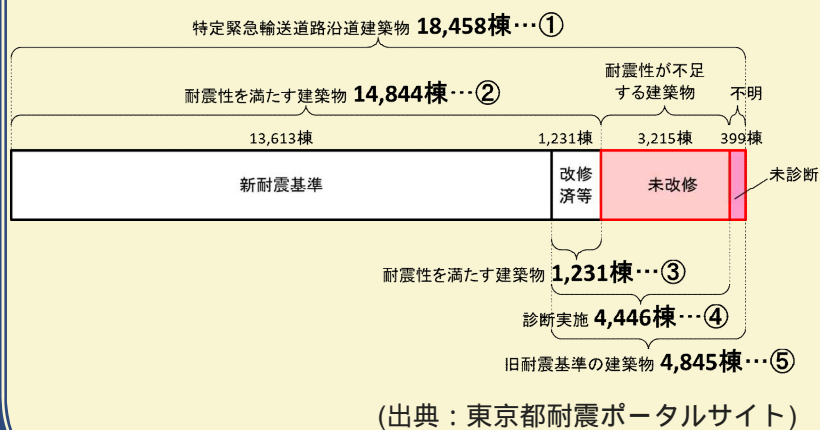 特定緊急輸送道路沿道建築物 18,458棟…①
耐震性を満たす建築物 14,844棟…②
耐震性が不足
する建築物
不明
13,613棟
1,231棟
3,215棟
399棟
新耐震基準
改修
済等
未改修
未診断
耐震性を満たす建築物 1,231棟…③
診断実施 4,446棟…④
旧耐震基準の建築物 4,845棟…⑤
(出典：東京都耐震ポータルサイト)